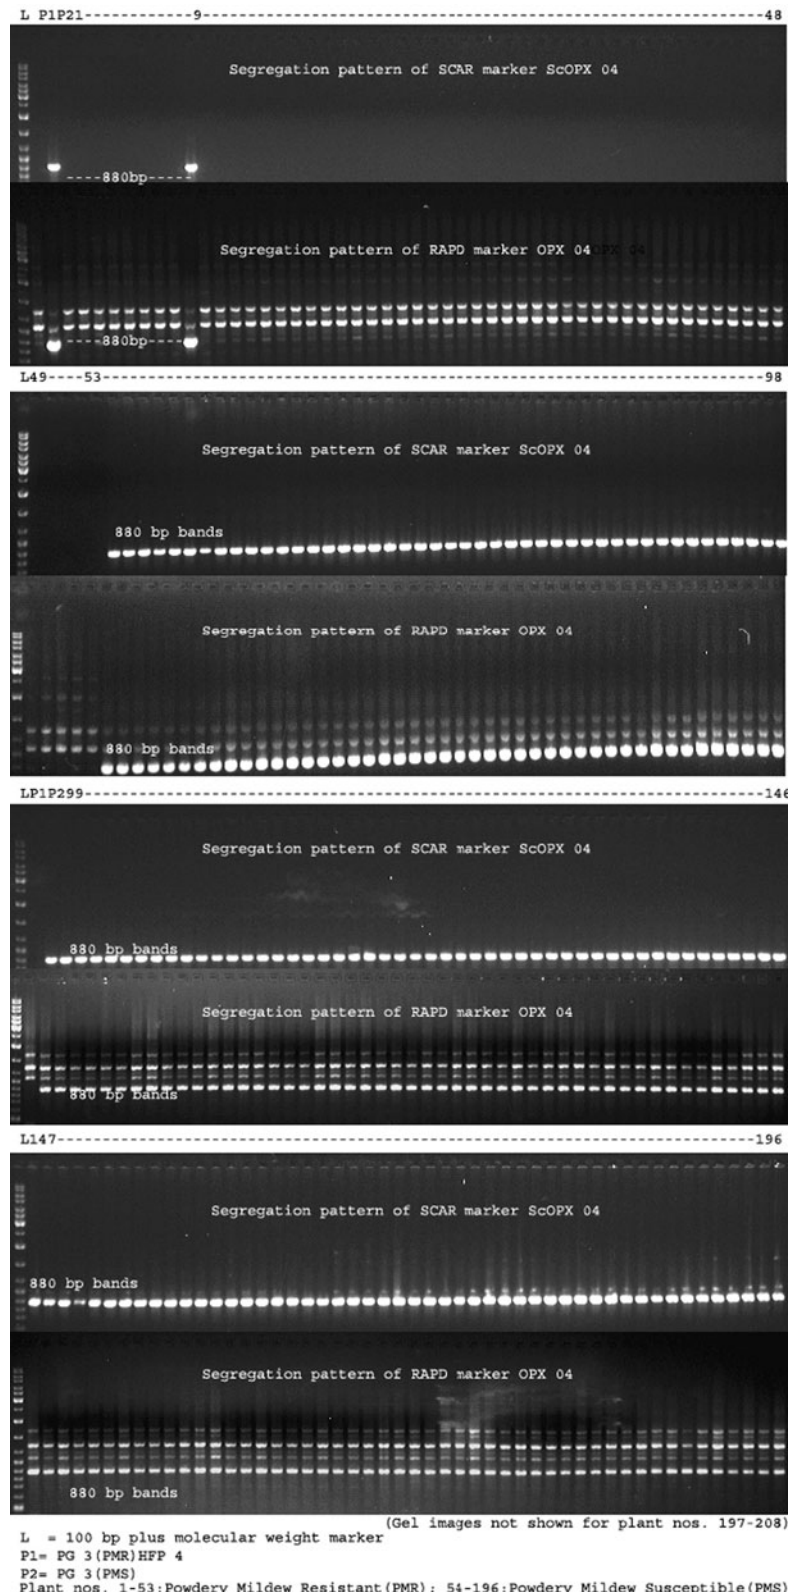 L P1P21------------9--------------------------------------------------------------48
Segregation pattern of SCAR marker ScOPX 04
----880bp-----
Segregation pattern of RAPD marker OPX 04 OPX 04
----880bp-----
L49----53--------------------------------------------------------------------------98
Segregation pattern of SCAR marker ScOPX 04
880 bp bands
Segregation pattern of RAPD marker OPX 04
880 bp bands
LP1P299---------------------------------------------------------------------------146
Segregation pattern of SCAR marker ScOPX 04
880 bp bands
Segregation pattern of RAPD marker OPX 04
880 bp bands
L147-----------------------------------------------------------------------------196
Segregation pattern of SCAR marker ScOPX 04
880 bp bands
Segregation pattern of RAPD marker OPX 04
880 bp bands
(Gel images not shown for plant nos. 197-208)
L = 100 bp plus molecular weight marker
P1= PG 3(PMR)HFP 4
P2= PG 3(PMS)
Plant nos. 1-53:Powdery Mildew Resistant(PMR); 54-196:Powdery Mildew Susceptible(PMS)